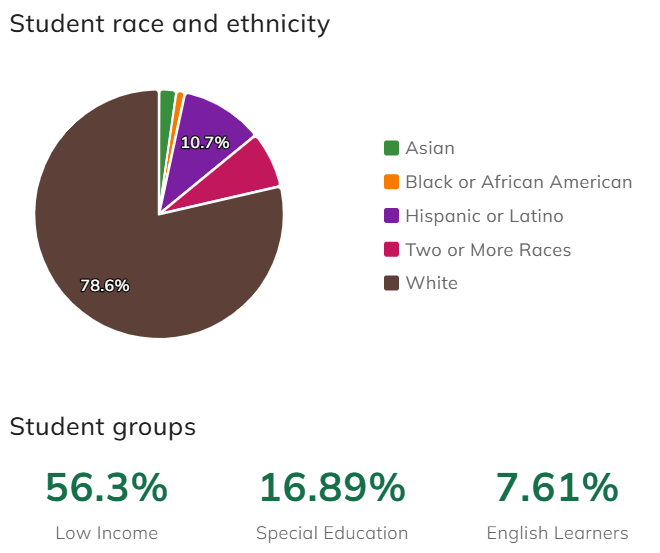 Student race and ethnicity
10.7%
78.6%
Asian
Black or African American
Hispanic or Latino
Two or More Races
White
Student groups
56.3% 16.89% 7.61%
Low Income Special Education English Learners